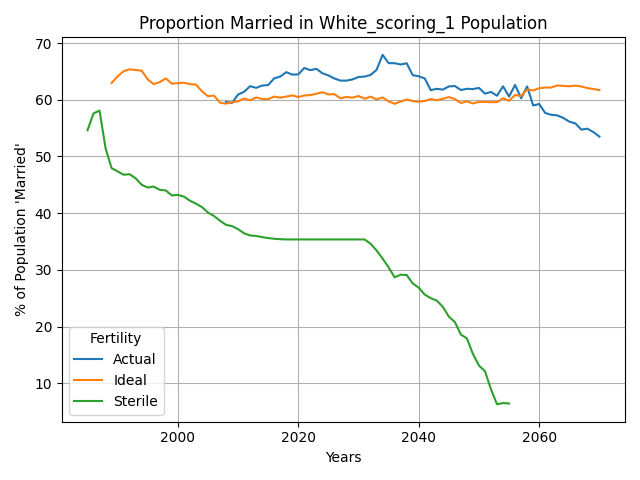 Proportion Married in White_scoring_1 Population
% of Population 'Married'
70
60
50
40
30
20
10
Fertility
Actual
Ideal
Sterile
2000
2020
2040
2060
Years